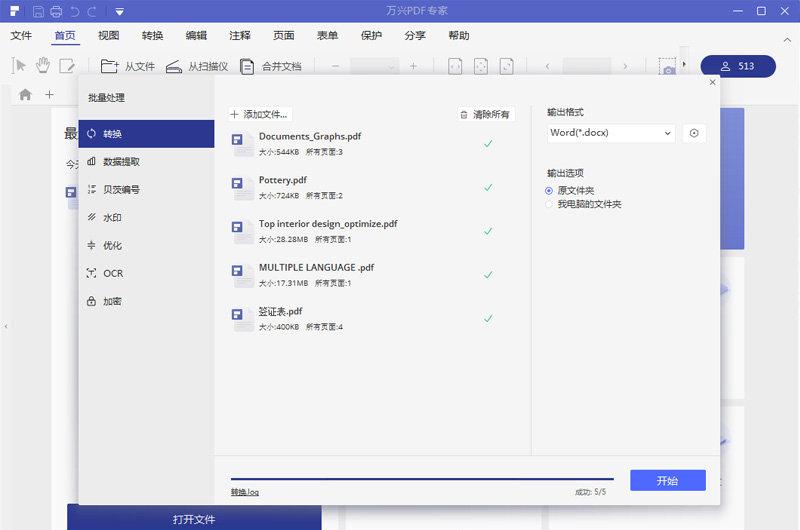 万兴PDF专家
文件 首页 视图 转换 编辑 注释 页面 表单 保护 分享 帮助
从文件 从扫描仪 合并文档 513
批量处理
转换
数据提取
贝茨编号
水印
优化
OCR
加密
添加文件... 清除所有
Documents_Graphs.pdf
大小:544KB 所有页面:3
Pottery.pdf
大小:724KB 所有页面:2
Top interior design_optimize.pdf
大小:28.28MB 所有页面:1
MULTIPLE LANGUAGE .pdf
大小:17.31MB 所有页面:1
签证表.pdf
大小:400KB 所有页面:4
输出格式
Word(*.docx)
输出选项
原文件夹
我电脑的文件夹
转换.log 成功: 5/5
开始
打开文件